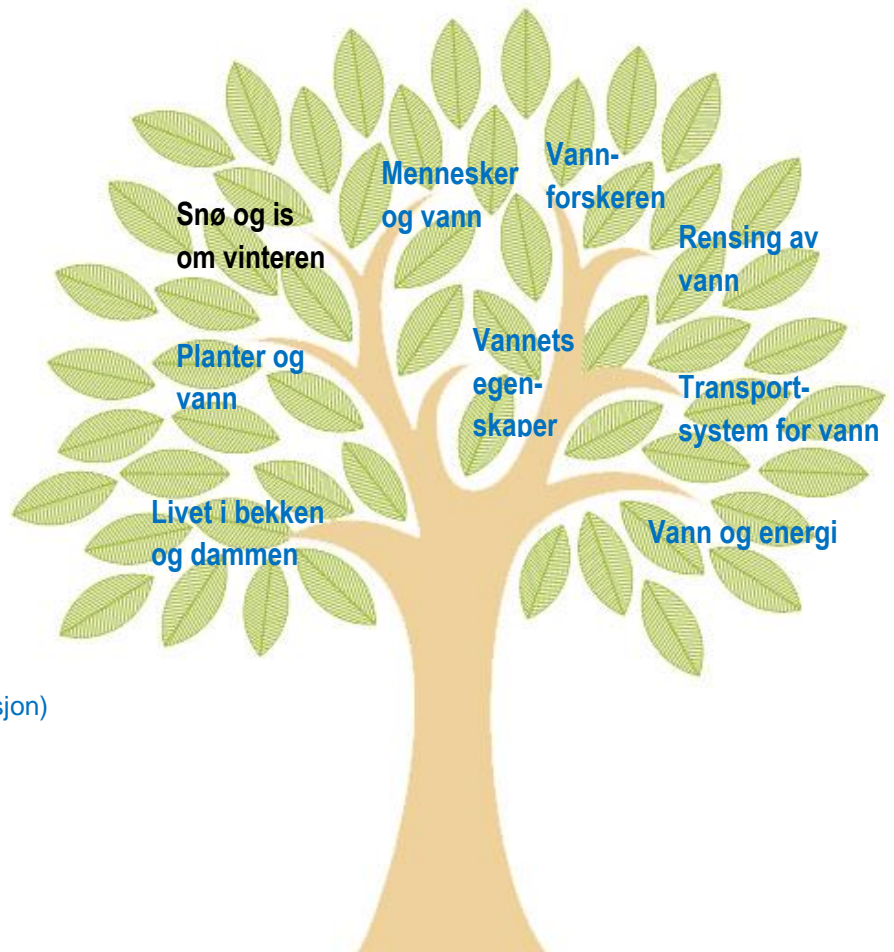 Mennesker
og vann
Vann-
forskeren
Snø og is
om vinteren
Rensing av
vann
Planter og
vann
Vannets
egen-
skaper
Transport-
system for vann
Livet i bekken
og dammen
Vann og energi
sjon)